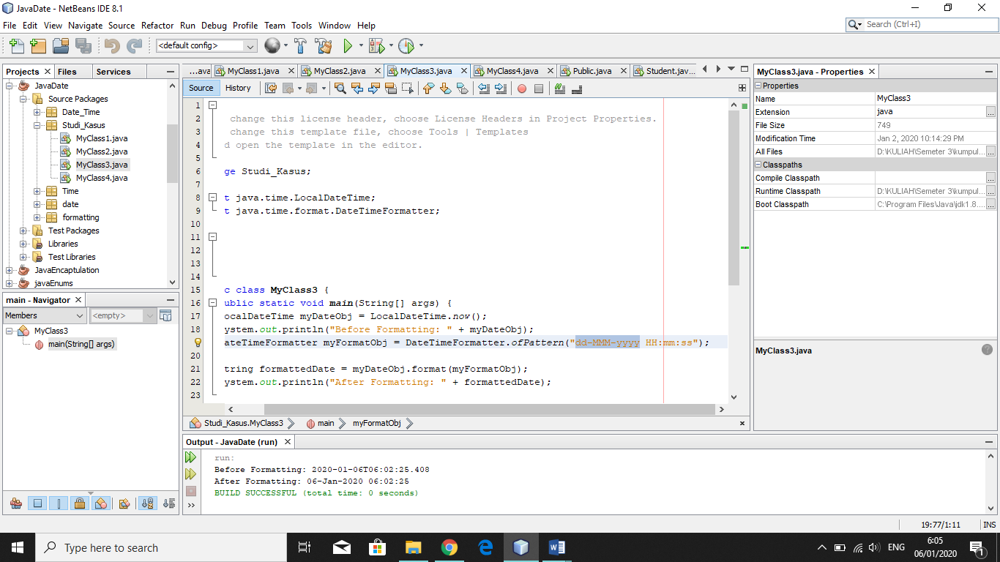 JavaDate - NetBeans IDE 8.1
File Edit View Navigate Source Refactor Run Debug Profile Team Tools Window Help
Search (Ctrl+I)
<default config>
Projects Files Services
JavaDate
Source Packages
Date_Time
Studi_Kasus
MyClass1.java
MyClass2.java
MyClass3.java
MyClass4.java
Time
date
formatting
Test Packages
Libraries
Test Libraries
JavaEncaptulation
javaEnums
main - Navigator
Members <empty>
MyClass3
main(String[] args)
...ava MyClass1.java MyClass2.java MyClass3.java MyClass4.java Public.java Student.jav...
Source History
1
2 change this license header, choose License Headers in Project Properties.
3 change this template file, choose Tools | Templates
4 d open the template in the editor.
5
6 ge Studi_Kasus;
7
8 t java.time.LocalDateTime;
9 t java.time.format.DateTimeFormatter;
10
11
12
13
14
15 c class MyClass3 {
16 ublic static void main(String[] args) {
17 ocalDateTime myDateObj = LocalDateTime.now();
18 ystem.out.println("Before Formatting: " + myDateObj);
ateTimeFormatter myFormatObj = DateTimeFormatter.ofPattern("dd-MMM-yyyy HH:mm:ss");
20
21 tring formattedDate = myDateObj.format(myFormatObj);
22 ystem.out.println("After Formatting: " + formattedDate);
23
Studi_Kasus.MyClass3 main myFormatObj
MyClass3.java - Properties
Properties
Name MyClass3
Extension java
File Size 749
Modification Time Jan 2, 2020 10:14:29 PM
All Files D:\KULIAH\Semeter 3\kumpul...
Classpaths
Compile Classpath
Runtime Classpath D:\KULIAH\Semeter 3\kumpul...
Boot Classpath C:\Program Files\Java\jdk1.8....
MyClass3.java
Output - JavaDate (run)
run:
Before Formatting: 2020-01-06T06:02:25.408
After Formatting: 06-Jan-2020 06:02:25
BUILD SUCCESSFUL (total time: 0 seconds)
19:77/1:11 INS
Type here to search
ENG
6:05
06/01/2020
1